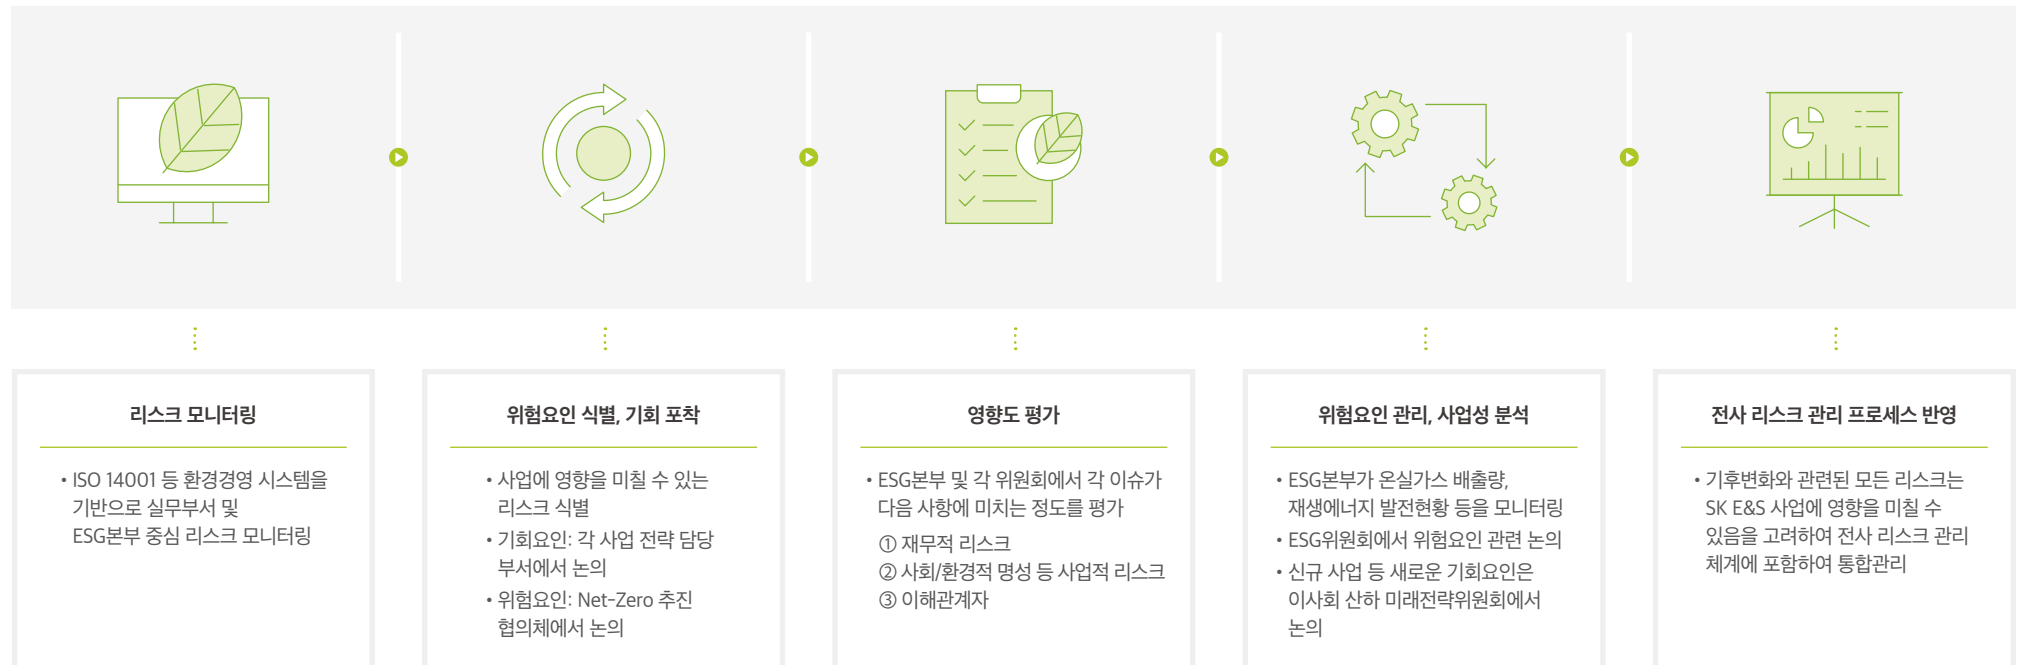 리스크 모니터링
• ISO 14001 등 환경경영 시스템을
기반으로 실무부서 및
ESG본부 중심 리스크 모니터링
위험요인 식별, 기회 포착
• 사업에 영향을 미칠 수 있는
리스크 식별
• 기회요인: 각 사업 전략 담당
부서에서 논의
• 위험요인: Net-Zero 추진
협의체에서 논의
영향도 평가
• ESG본부 및 각 위원회에서 각 이슈가
다음 사항에 미치는 정도를 평가
① 재무적 리스크
② 사회/환경적 명성 등 사업적 리스크
③ 이해관계자
위험요인 관리, 사업성 분석
• ESG본부가 온실가스 배출량,
재생에너지 발전현황 등을 모니터링
• ESG위원회에서 위험요인 관련 논의
• 신규 사업 등 새로운 기회요인은
이사회 산하 미래전략위원회에서
논의
전사 리스크 관리 프로세스 반영
• 기후변화와 관련된 모든 리스크는
SK E&S 사업에 영향을 미칠 수
있음을 고려하여 전사 리스크 관리
체계에 포함하여 통합관리